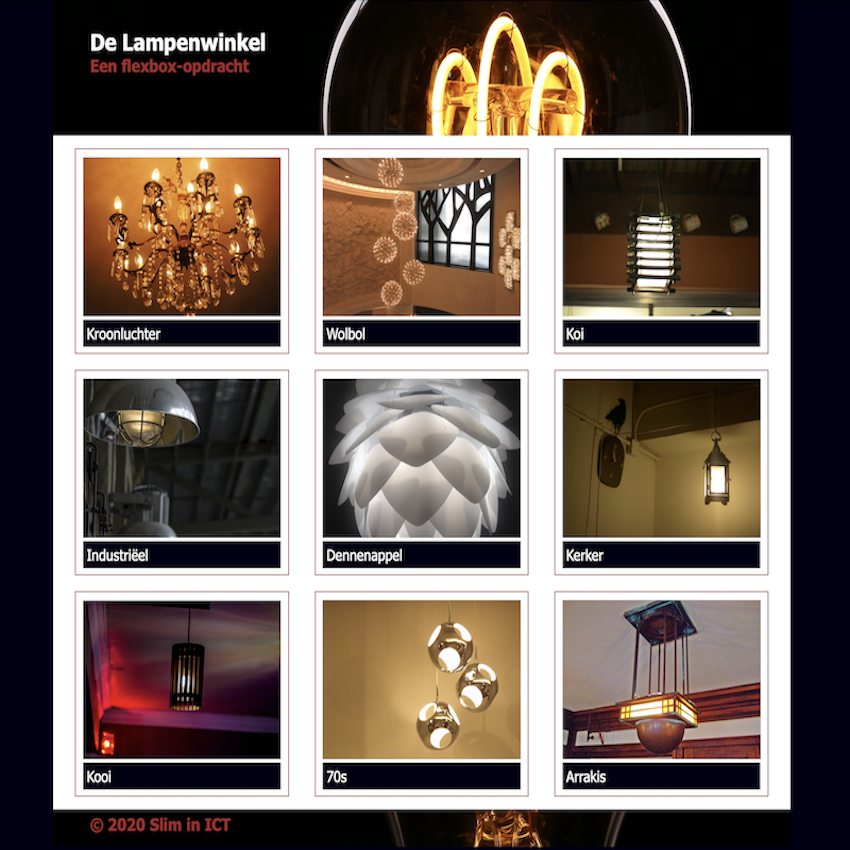 De Lampenwinkel
Een flexbox-opdracht
Kroonluchter
Wolbol
Koi
Industriëel
Dennenappel
Kerker
Kooi
70s
Arrakis
© 2020 Slim in ICT